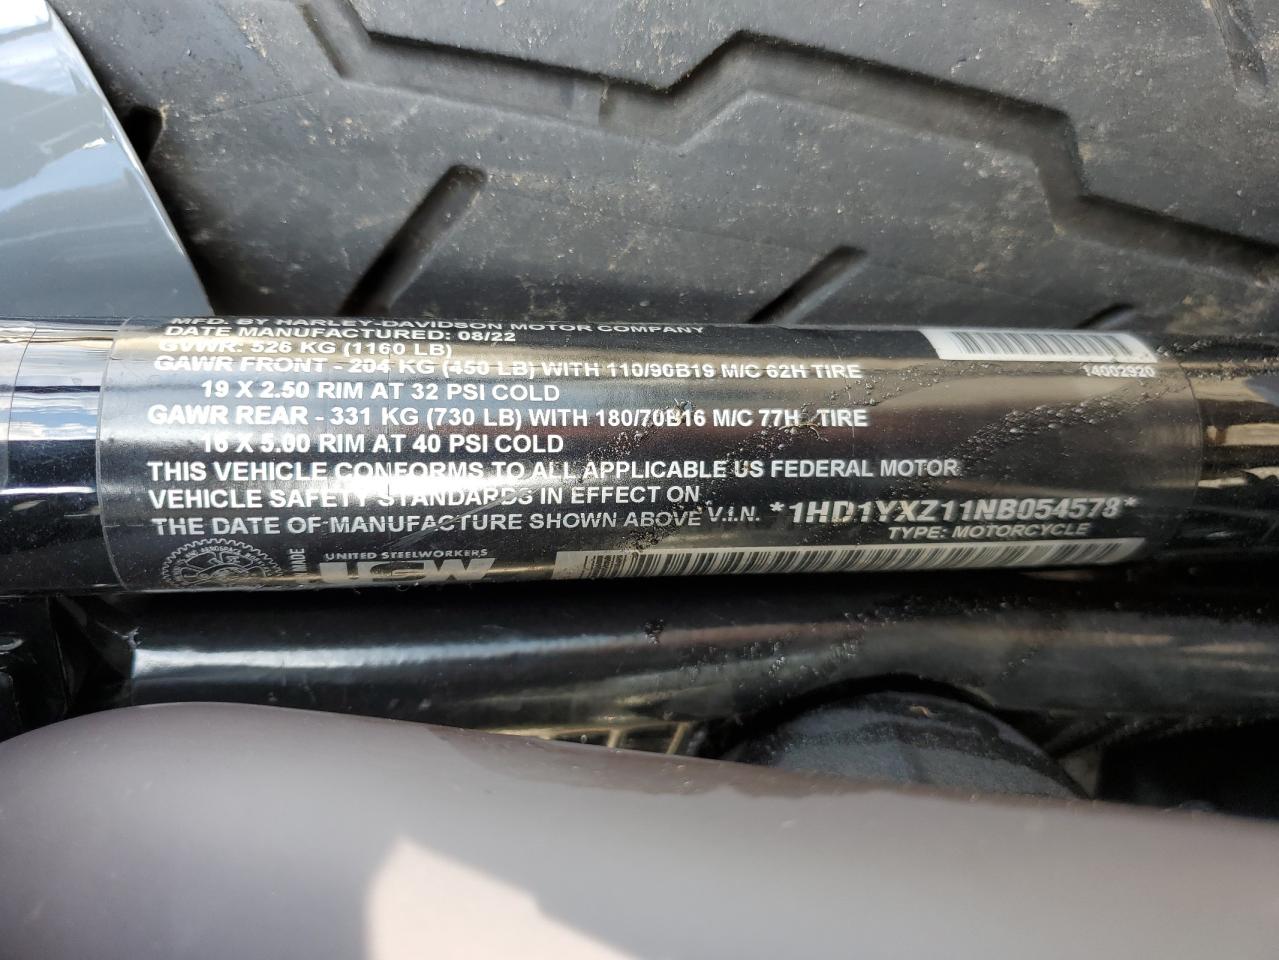 MFD. BY HARLEY-DAVIDSON MOTOR COMPANY
DATE MANUFACTURED: 08/22
GVWR: 526 KG (1160 LB)
GAWR FRONT - 204 KG (450 LB) WITH 110/90B19 M/C 62H TIRE
19 X 2.50 RIM AT 32 PSI COLD
GAWR REAR - 331 KG (730 LB) WITH 180/70B16 M/C 77H TIRE
16 X 5.00 RIM AT 40 PSI COLD
THIS VEHICLE CONFORMS TO ALL APPLICABLE US FEDERAL MOTOR
VEHICLE SAFETY STANDARDS IN EFFECT ON
THE DATE OF MANUFACTURE SHOWN ABOVE
14002920
V.I.N. *1HD1YXZ11NB054578*
TYPE: MOTORCYCLE
MADE
UNITED STEELWORKERS